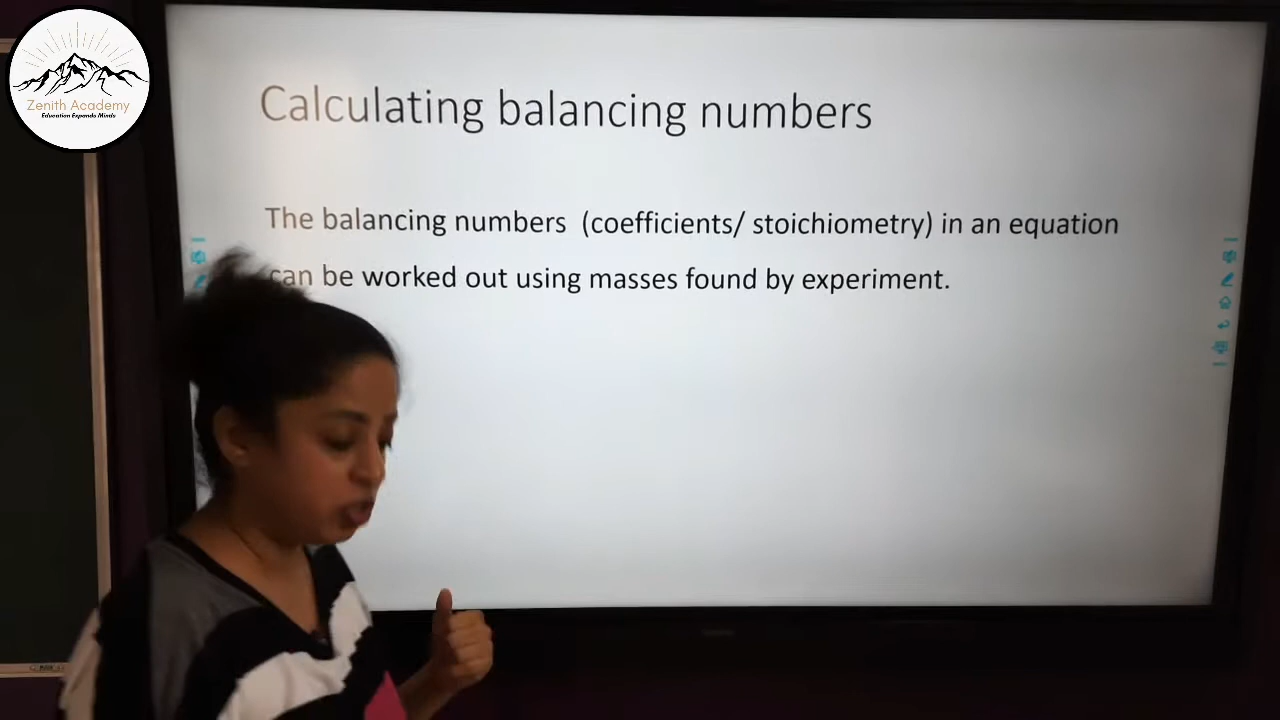 Zenith Academy
Education Expands Minds
Calculating balancing numbers
The balancing numbers (coefficients/ stoichiometry) in an equation
can be worked out using masses found by experiment.